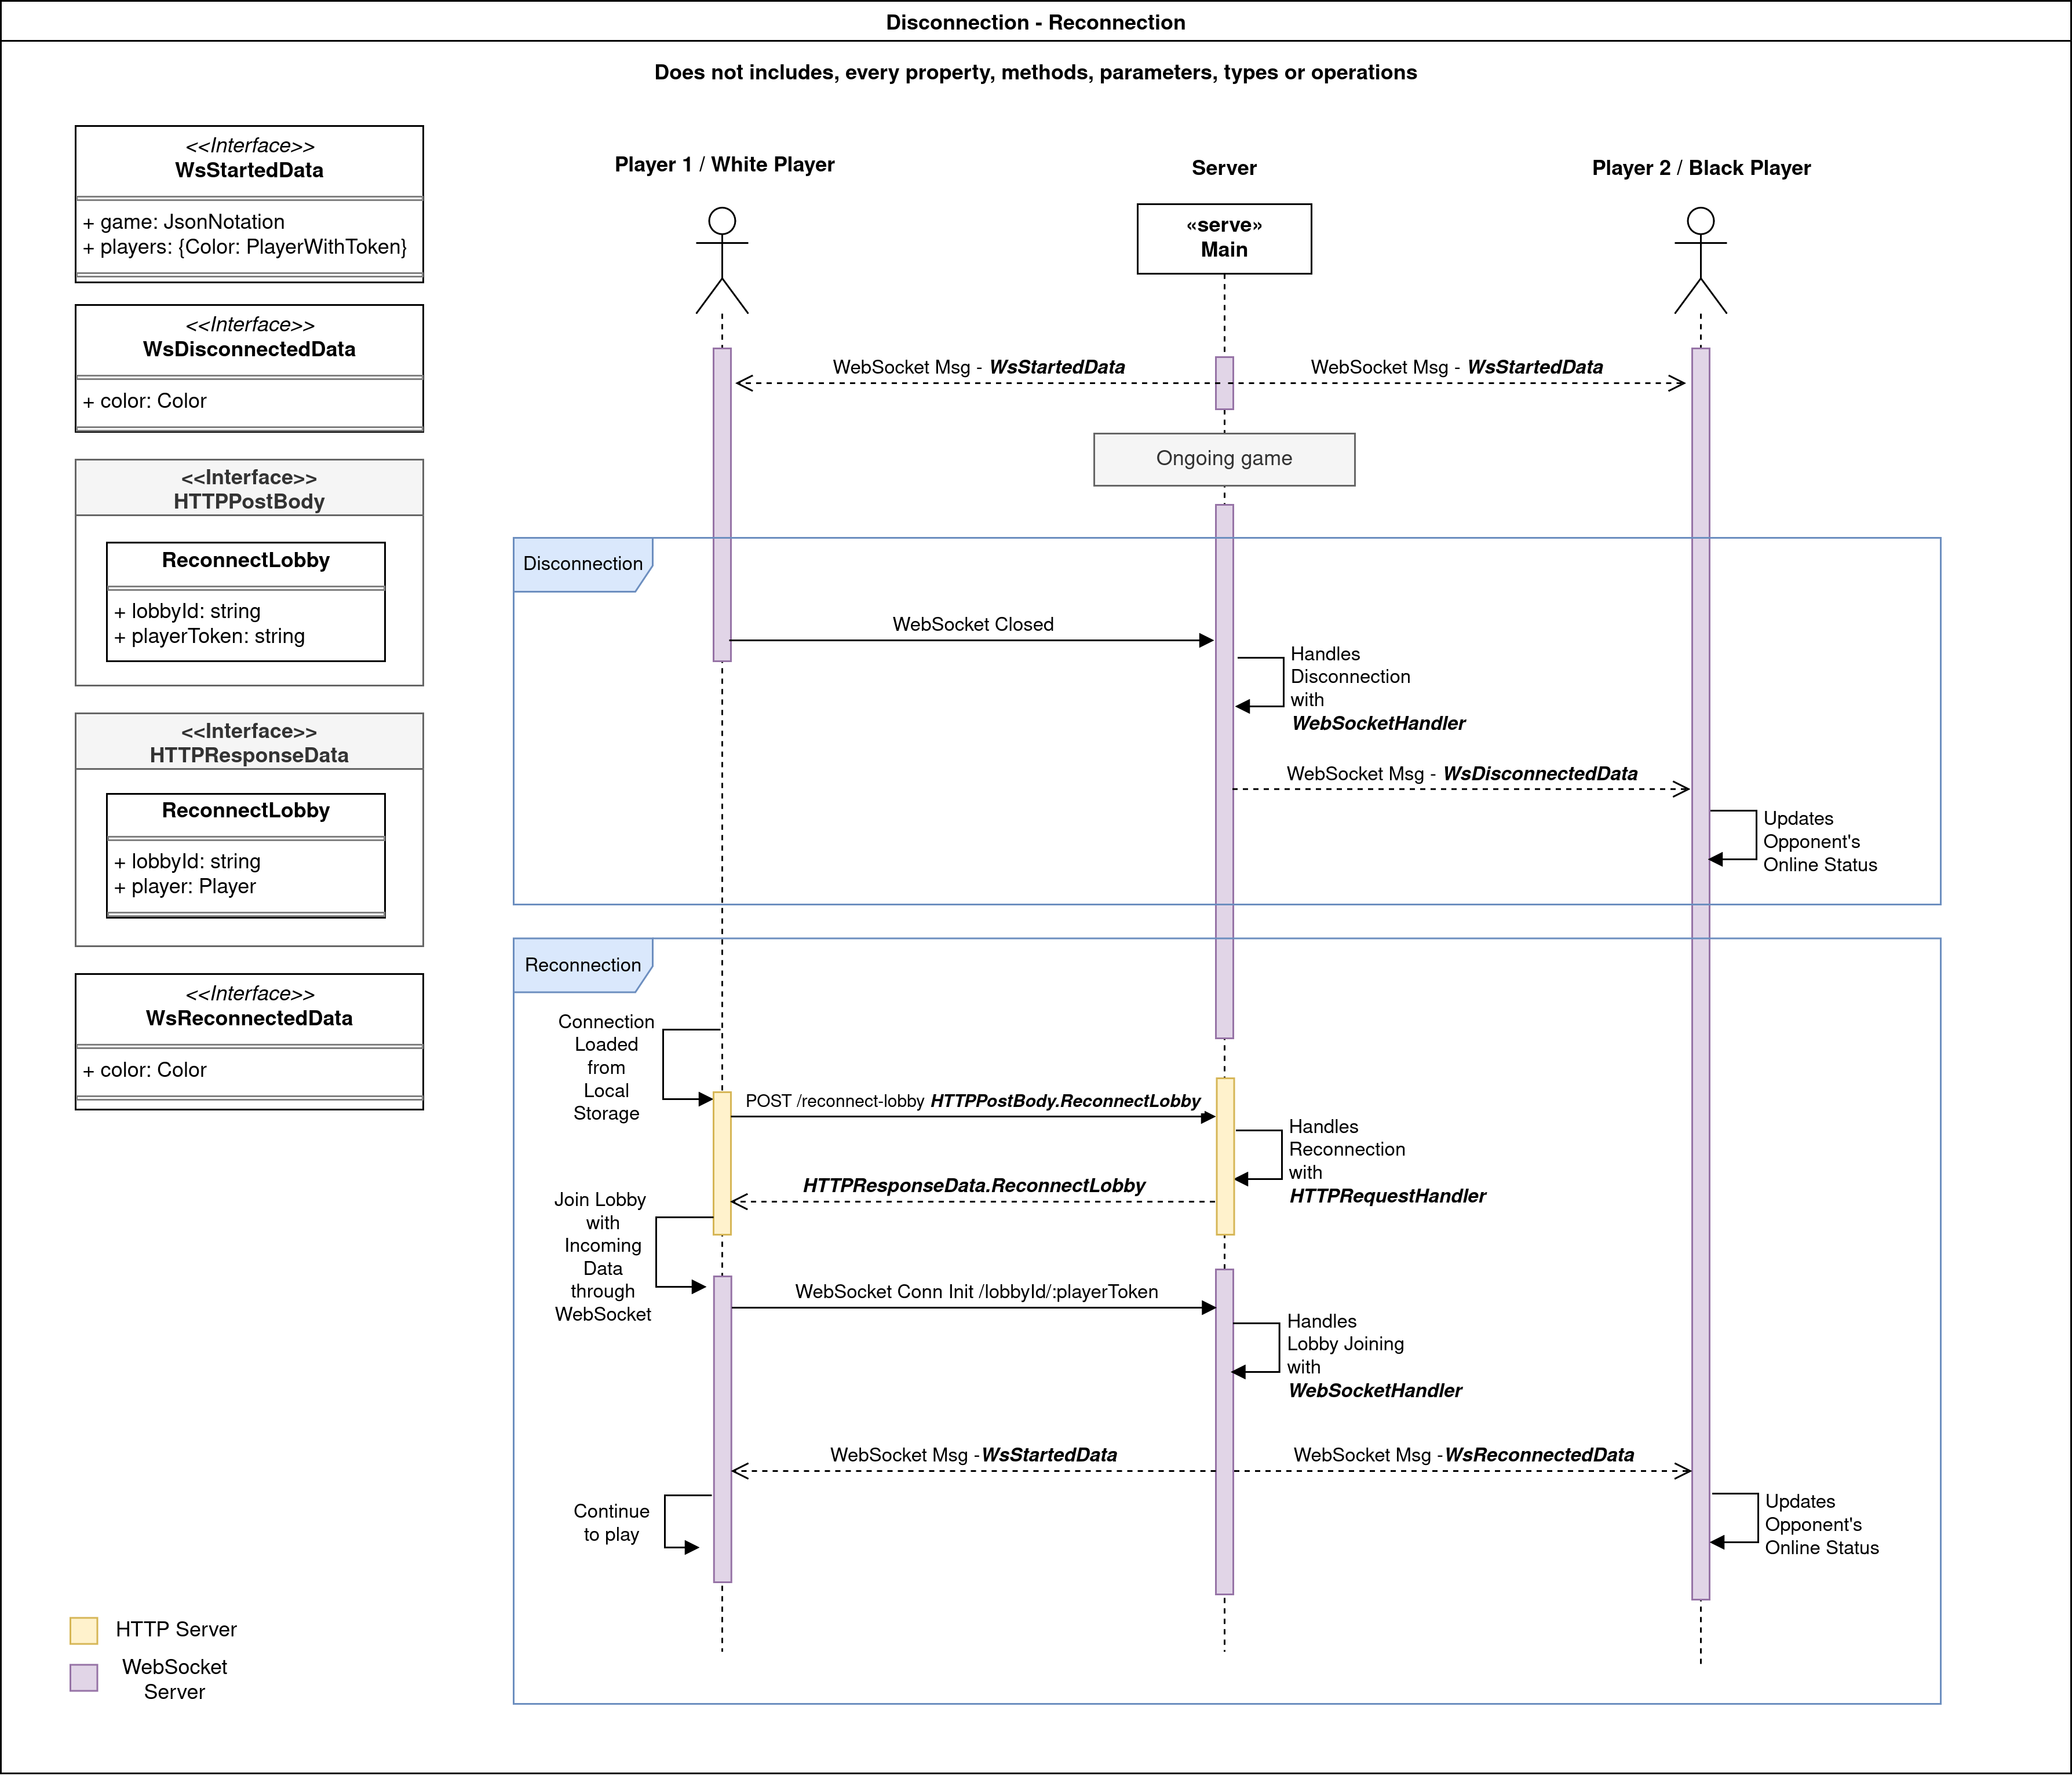 Disconnection - Reconnection
Does not includes, every property, methods, parameters, types or operations
<<Interface>>
WsStartedData
+ game: JsonNotation
+ players: {Color: PlayerWithToken}
<<Interface>>
WsDisconnectedData
+ color: Color
<<Interface>>
HTTPPostBody
ReconnectLobby
+ lobbyId: string
+ playerToken: string
<<Interface>>
HTTPResponseData
ReconnectLobby
+ lobbyId: string
+ player: Player
<<Interface>>
WsReconnectedData
+ color: Color
HTTP Server
WebSocket
Server
Player 1 / White Player
Server
Player 2 / Black Player
«serve»
Main
WebSocket Msg - WsStartedData
WebSocket Msg - WsStartedData
Ongoing game
Disconnection
WebSocket Closed
Handles
Disconnection
with
WebSocketHandler
WebSocket Msg - WsDisconnectedData
Updates
Opponent's
Online Status
Reconnection
Connection
Loaded
from
Local
Storage
POST /reconnect-lobby HTTPPostBody.ReconnectLobby
Handles
Reconnection
with
HTTPRequestHandler
HTTPResponseData.ReconnectLobby
Join Lobby
with
Incoming
Data
through
WebSocket
WebSocket Conn Init /lobbyId/:playerToken
Handles
Lobby Joining
with
WebSocketHandler
WebSocket Msg -WsStartedData
WebSocket Msg -WsReconnectedData
Continue
to play
Updates
Opponent's
Online Status